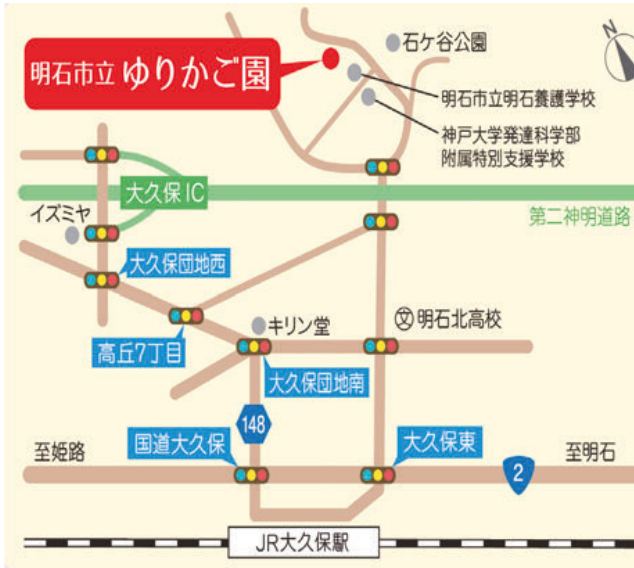 石ケ谷公園
N
明石市立 ゆりかご園
明石市立明石養護学校
神戸大学発達科学部
附属特別支援学校
大久保IC
イズミヤ
第二神明道路
大久保団地西
キリン堂
文 明石北高校
高丘7丁目
大久保団地南
148
国道大久保
大久保東
至姫路
至明石
2
JR大久保駅